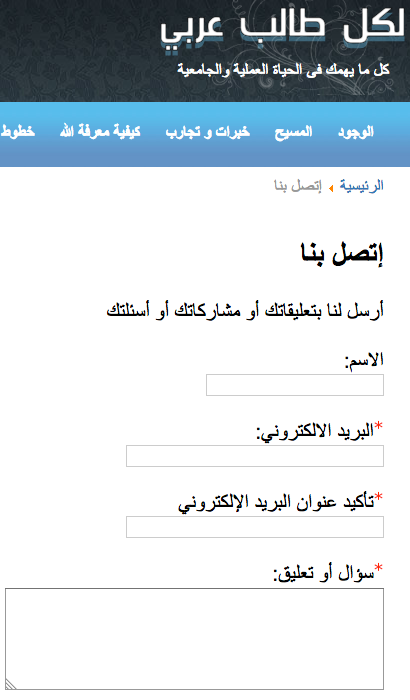 لكل طالب عربي
كل ما يهمك فى الحياة العملية والجامعية
الوجود المسيح خبرات و تجارب كيفية معرفة الله خطوط
الرئيسية إتصل بنا
إتصل بنا
أرسل لنا بتعليقاتك أو مشاركاتك أو أسئلتك
الاسم:
*البريد الالكتروني:
*تأكيد عنوان البريد الإلكتروني
*سؤال أو تعليق: